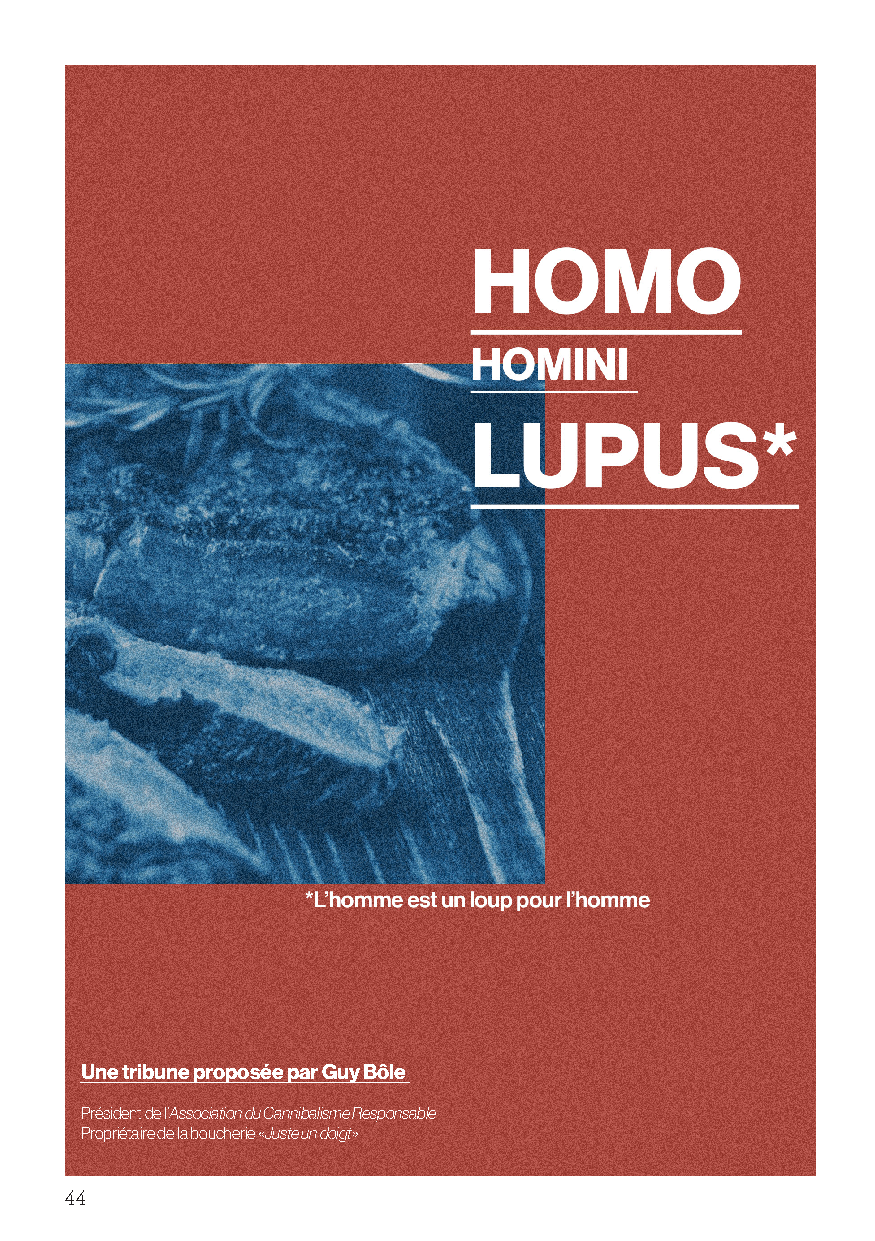 HOMO
HOMINI
LUPUS*
*L'homme est un loup pour l'homme
Une tribune proposée par Guy Bôle
Président de l'Association du Cannibalisme Responsable
Propriétaire de la boucherie «Juste un doigt»
44